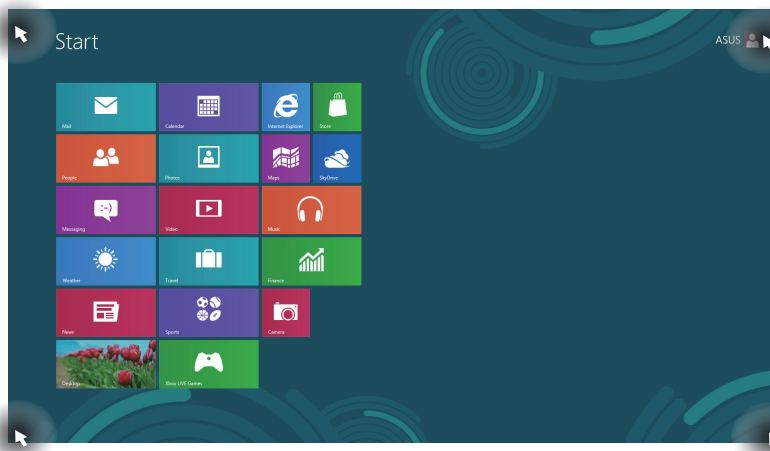 Start
ASUS
Mail
Calendar
Internet Explorer
Store
People
Photos
Maps
SkyDrive
Messaging
:-)
Video
Music
Weather
Travel
Finance
News
Sports
Camera
Desktop
Xbox LIVE Games